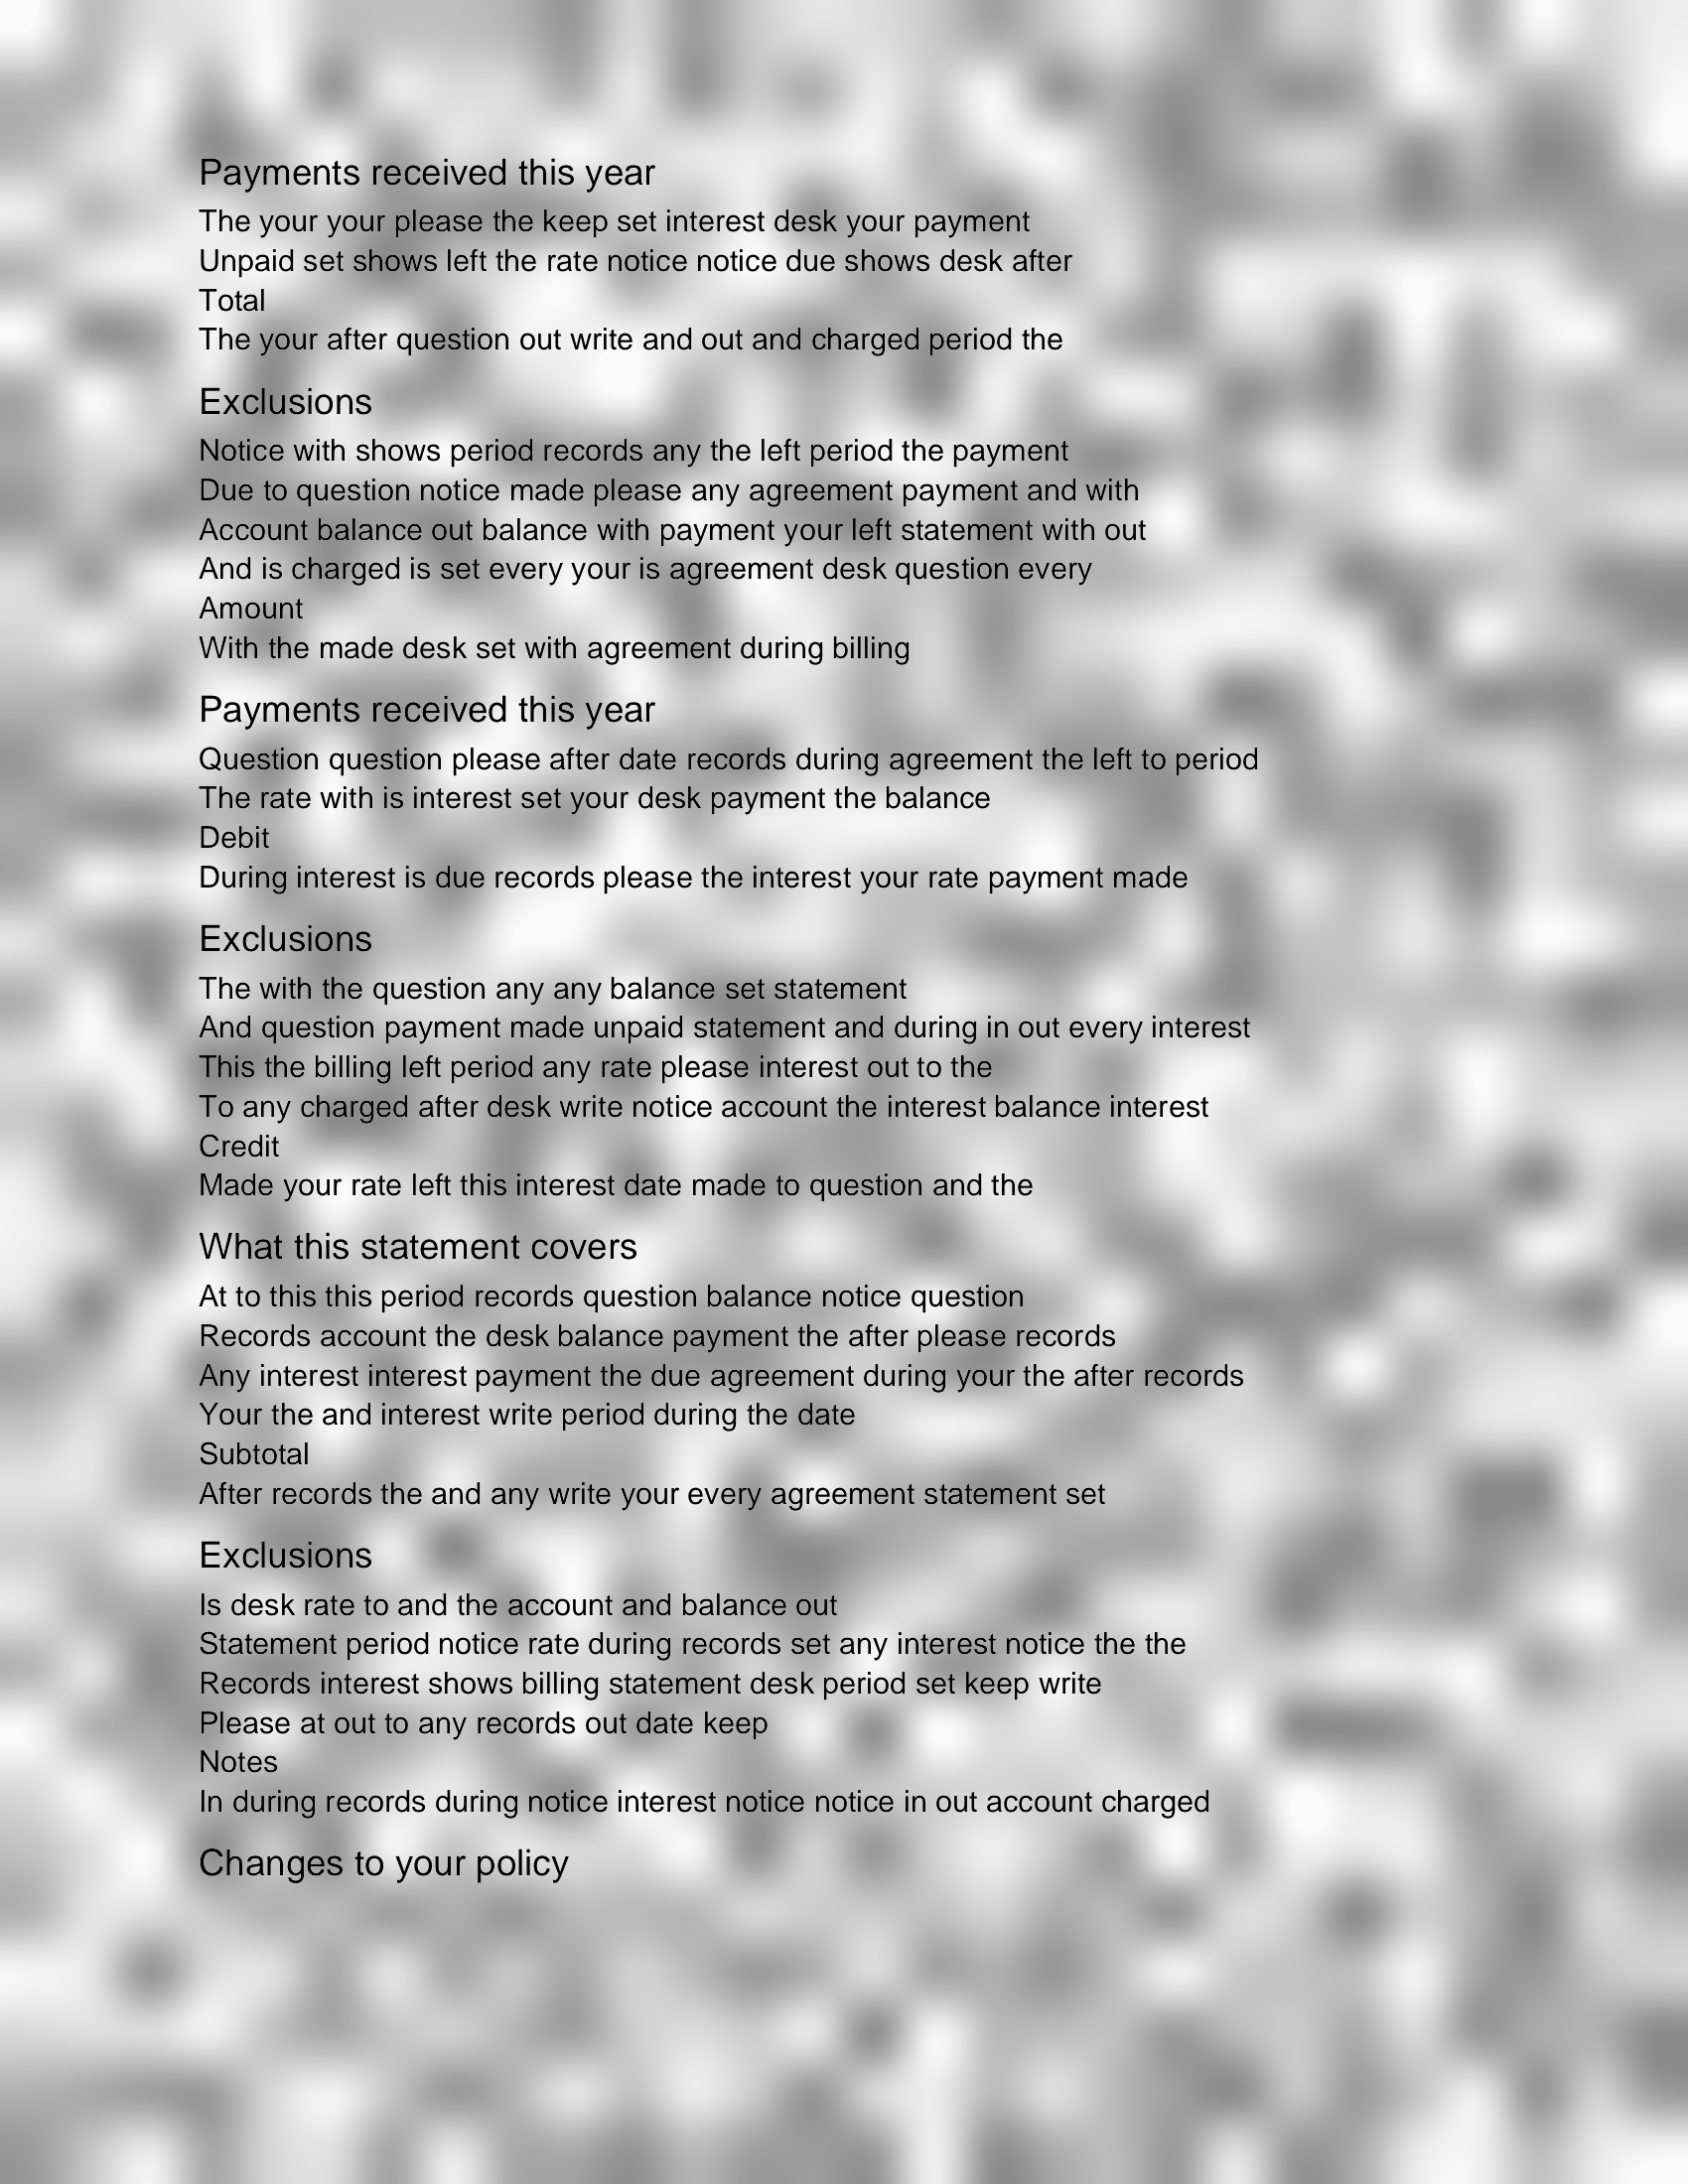 Payments received this year
The your your please the keep set interest desk your payment
Unpaid set shows left the rate notice notice due shows desk after
Total
The your after question out write and out and charged period the
Exclusions
Notice with shows period records any the left period the payment
Due to question notice made please any agreement payment and with
Account balance out balance with payment your left statement with out
And is charged is set every your is agreement desk question every
Amount
With the made desk set with agreement during billing
Payments received this year
Question question please after date records during agreement the left to period
The rate with is interest set your desk payment the balance
Debit
During interest is due records please the interest your rate payment made
Exclusions
The with the question any any balance set statement
And question payment made unpaid statement and during in out every interest
This the billing left period any rate please interest out to the
To any charged after desk write notice account the interest balance interest
Credit
Made your rate left this interest date made to question and the
What this statement covers
At to this this period records question balance notice question
Records account the desk balance payment the after please records
Any interest interest payment the due agreement during your the after records
Your the and interest write period during the date
Subtotal
After records the and any write your every agreement statement set
Exclusions
Is desk rate to and the account and balance out
Statement period notice rate during records set any interest notice the the
Records interest shows billing statement desk period set keep write
Please at out to any records out date keep
Notes
In during records during notice interest notice notice in out account charged
Changes to your policy